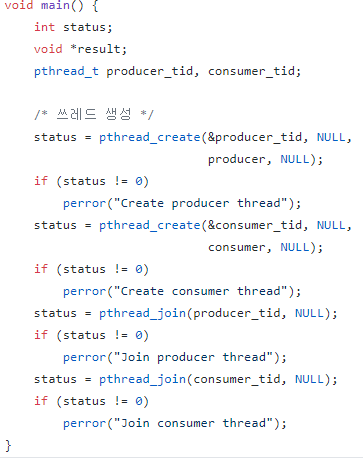 void main() {
    int status;
    void *result;
    pthread_t producer_tid, consumer_tid;

    /* 쓰레드 생성 */
    status = pthread_create(&producer_tid, NULL,
                            producer, NULL);
    if (status != 0)
        perror("Create producer thread");
    status = pthread_create(&consumer_tid, NULL,
                            consumer, NULL);
    if (status != 0)
        perror("Create consumer thread");
    status = pthread_join(producer_tid, NULL);
    if (status != 0)
        perror("Join producer thread");
    status = pthread_join(consumer_tid, NULL);
    if (status != 0)
        perror("Join consumer thread");
}